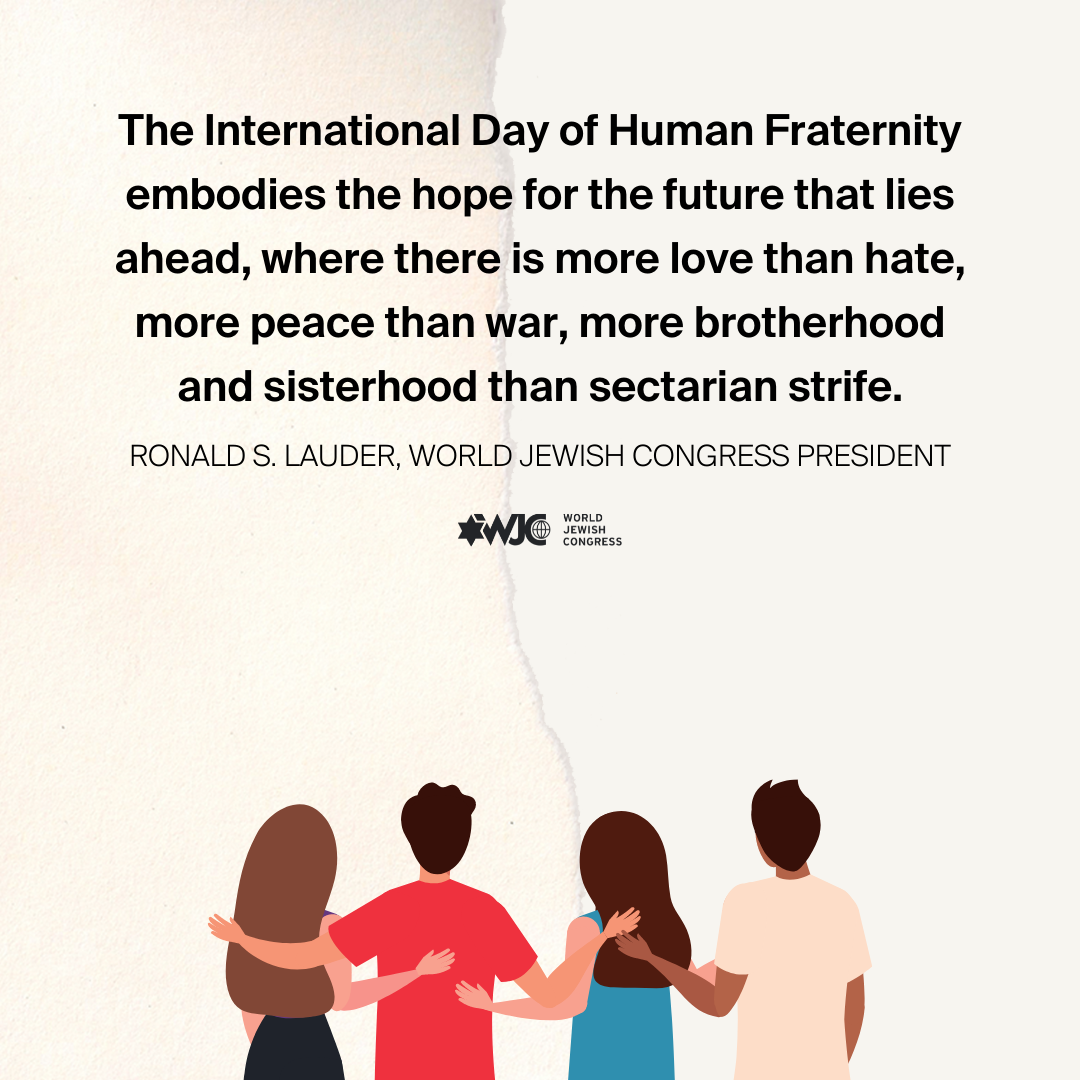 The International Day of Human Fraternity
embodies the hope for the future that lies
ahead, where there is more love than hate,
more peace than war, more brotherhood
and sisterhood than sectarian strife.
RONALD S. LAUDER, WORLD JEWISH CONGRESS PRESIDENT
WJC
WORLD
JEWISH
CONGRESS